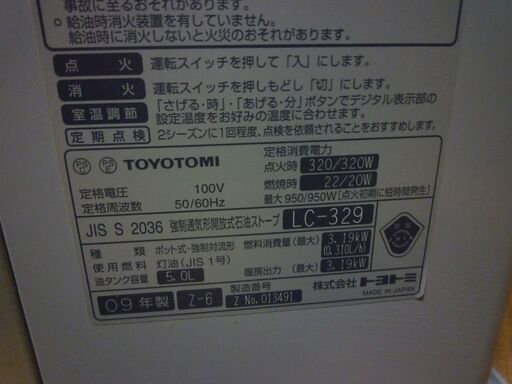 事故に至るおそれがあります。
○給油時消火装置を有していません。
給油時に消火しないと火災のおそれがあります。
点火 運転スイッチを押して「入」にします。
消火 運転スイッチを押しもどし「切」にします。
室温調節 「さげる・時」・「あげる・分」ボタンでデジタル表示部の
設定温度をお好みの温度に合わせます。
定期点検 2シーズンに1回程度、点検を依頼されることをおすすめします。
PSC PSE TOYOTOMI
定格消費電力
点火時 320/320W
定格電圧 100V 燃焼時 22/20W
定格周波数 50/60Hz 最大 950/950W [点火初期に短時間発生]
JIS S 2036 強制通気形開放式石油ストーブ LC-329
種類 ポット式・強制対流形 燃料消費量(最大) 3.19kW
(0.310L/h)
使用燃料 灯油(JIS 1号)
油タンク容量 5.0L 暖房出力(最大) 3.19kW
09年製 Z-6 製造番号
Z No.013491 株式会社トヨトミ
MADE IN JAPAN